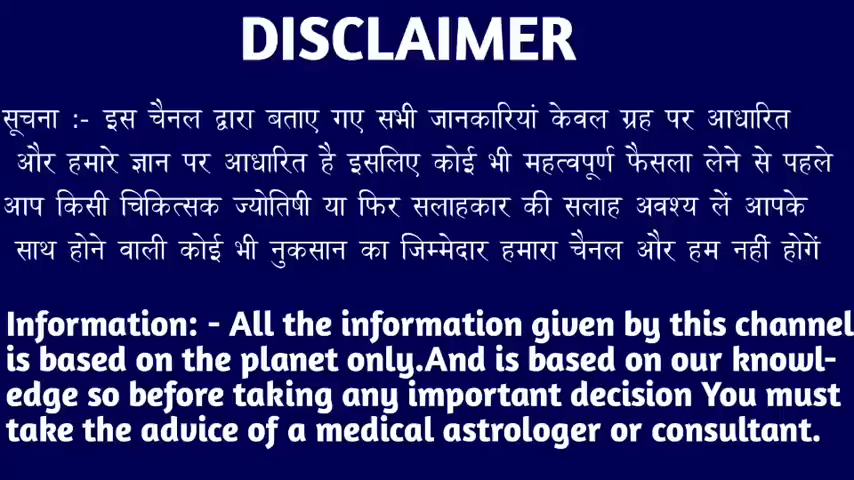 DISCLAIMER
सूचना :- इस चैनल द्वारा बताए गए सभी जानकारियां केवल ग्रह पर आधारित
और हमारे ज्ञान पर आधारित है इसलिए कोई भी महत्वपूर्ण फैसला लेने से पहले
आप किसी चिकित्सक ज्योतिषी या फिर सलाहकार की सलाह अवश्य लें आपके
साथ होने वाली कोई भी नुकसान का जिम्मेदार हमारा चैनल और हम नहीं होगें
Information: - All the information given by this channel
is based on the planet only.And is based on our knowl-
edge so before taking any important decision You must
take the advice of a medical astrologer or consultant.